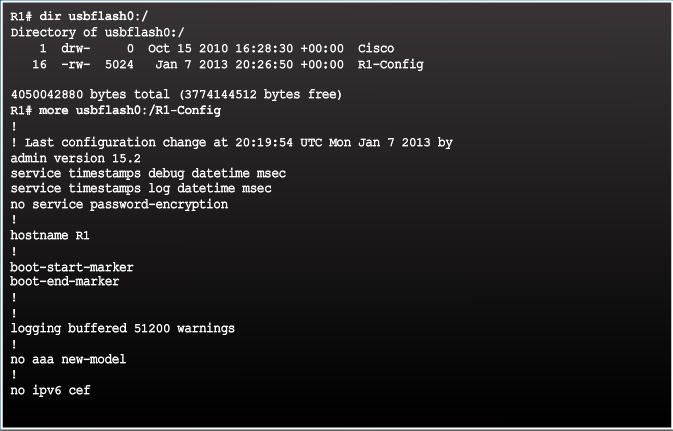 R1# dir usbflash0:/
Directory of usbflash0:/
1 drw- 0 Oct 15 2010 16:28:30 +00:00 Cisco
16 -rw- 5024 Jan 7 2013 20:26:50 +00:00 R1-Config
4050042880 bytes total (3774144512 bytes free)
R1# more usbflash0:/R1-Config
!
! Last configuration change at 20:19:54 UTC Mon Jan 7 2013 by
admin version 15.2
service timestamps debug datetime msec
service timestamps log datetime msec
no service password-encryption
!
hostname R1
!
boot-start-marker
boot-end-marker
!
!
logging buffered 51200 warnings
!
no aaa new-model
!
no ipv6 cef